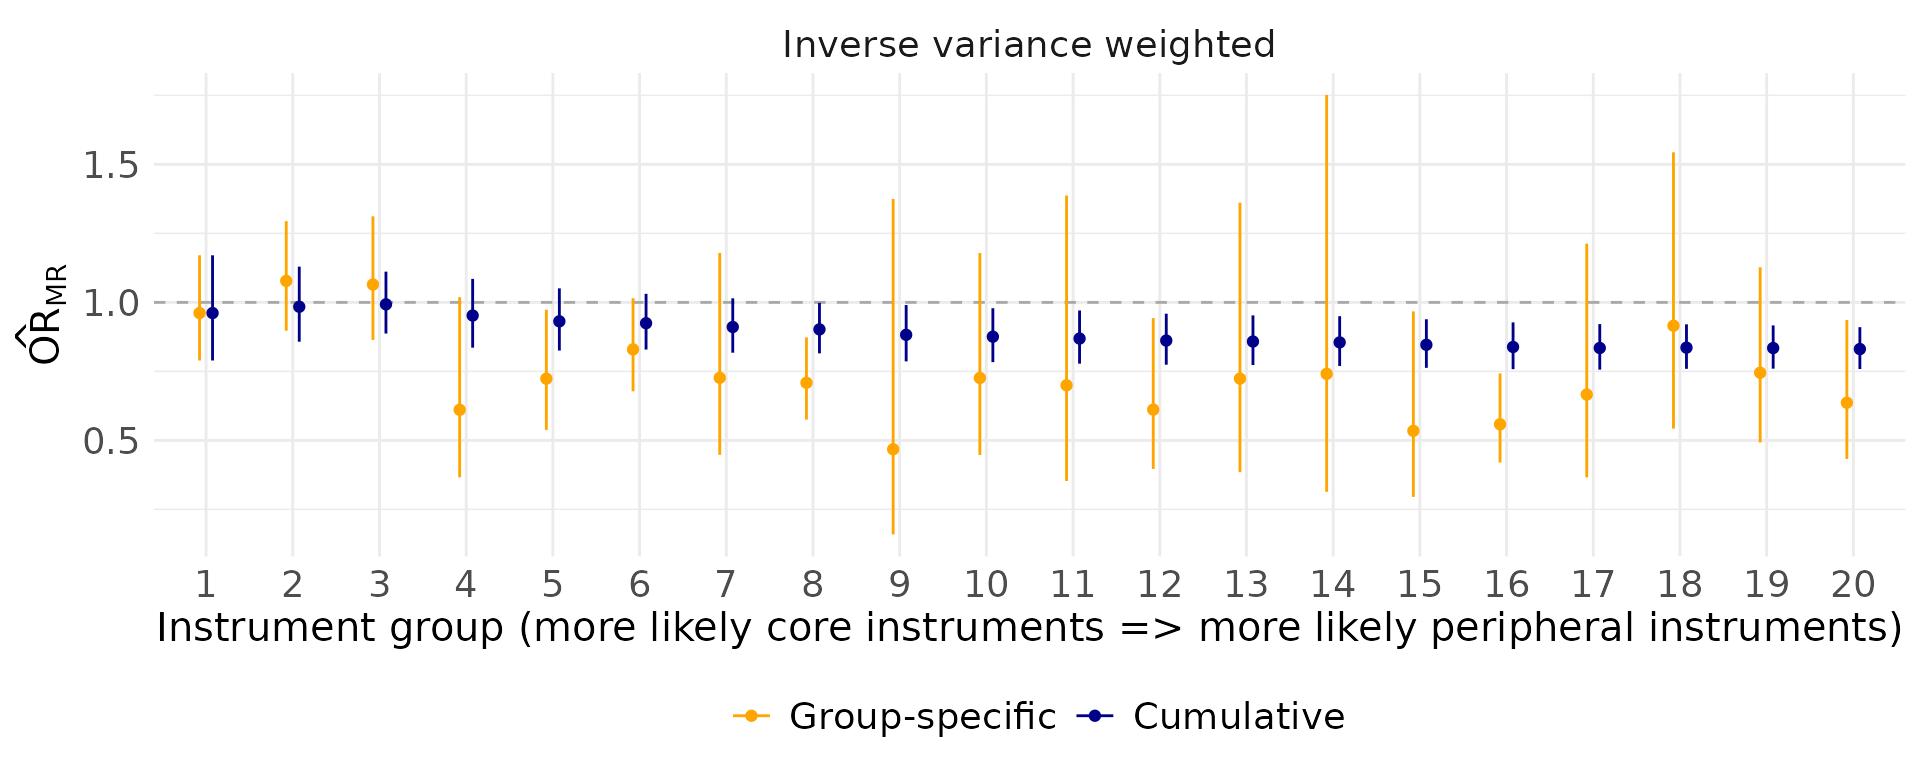 Inverse variance weighted
ÔR_MR
1.5
1.0
0.5
1 2 3 4 5 6 7 8 9 10 11 12 13 14 15 16 17 18 19 20
Instrument group (more likely core instruments => more likely peripheral instruments)
Group-specific Cumulative